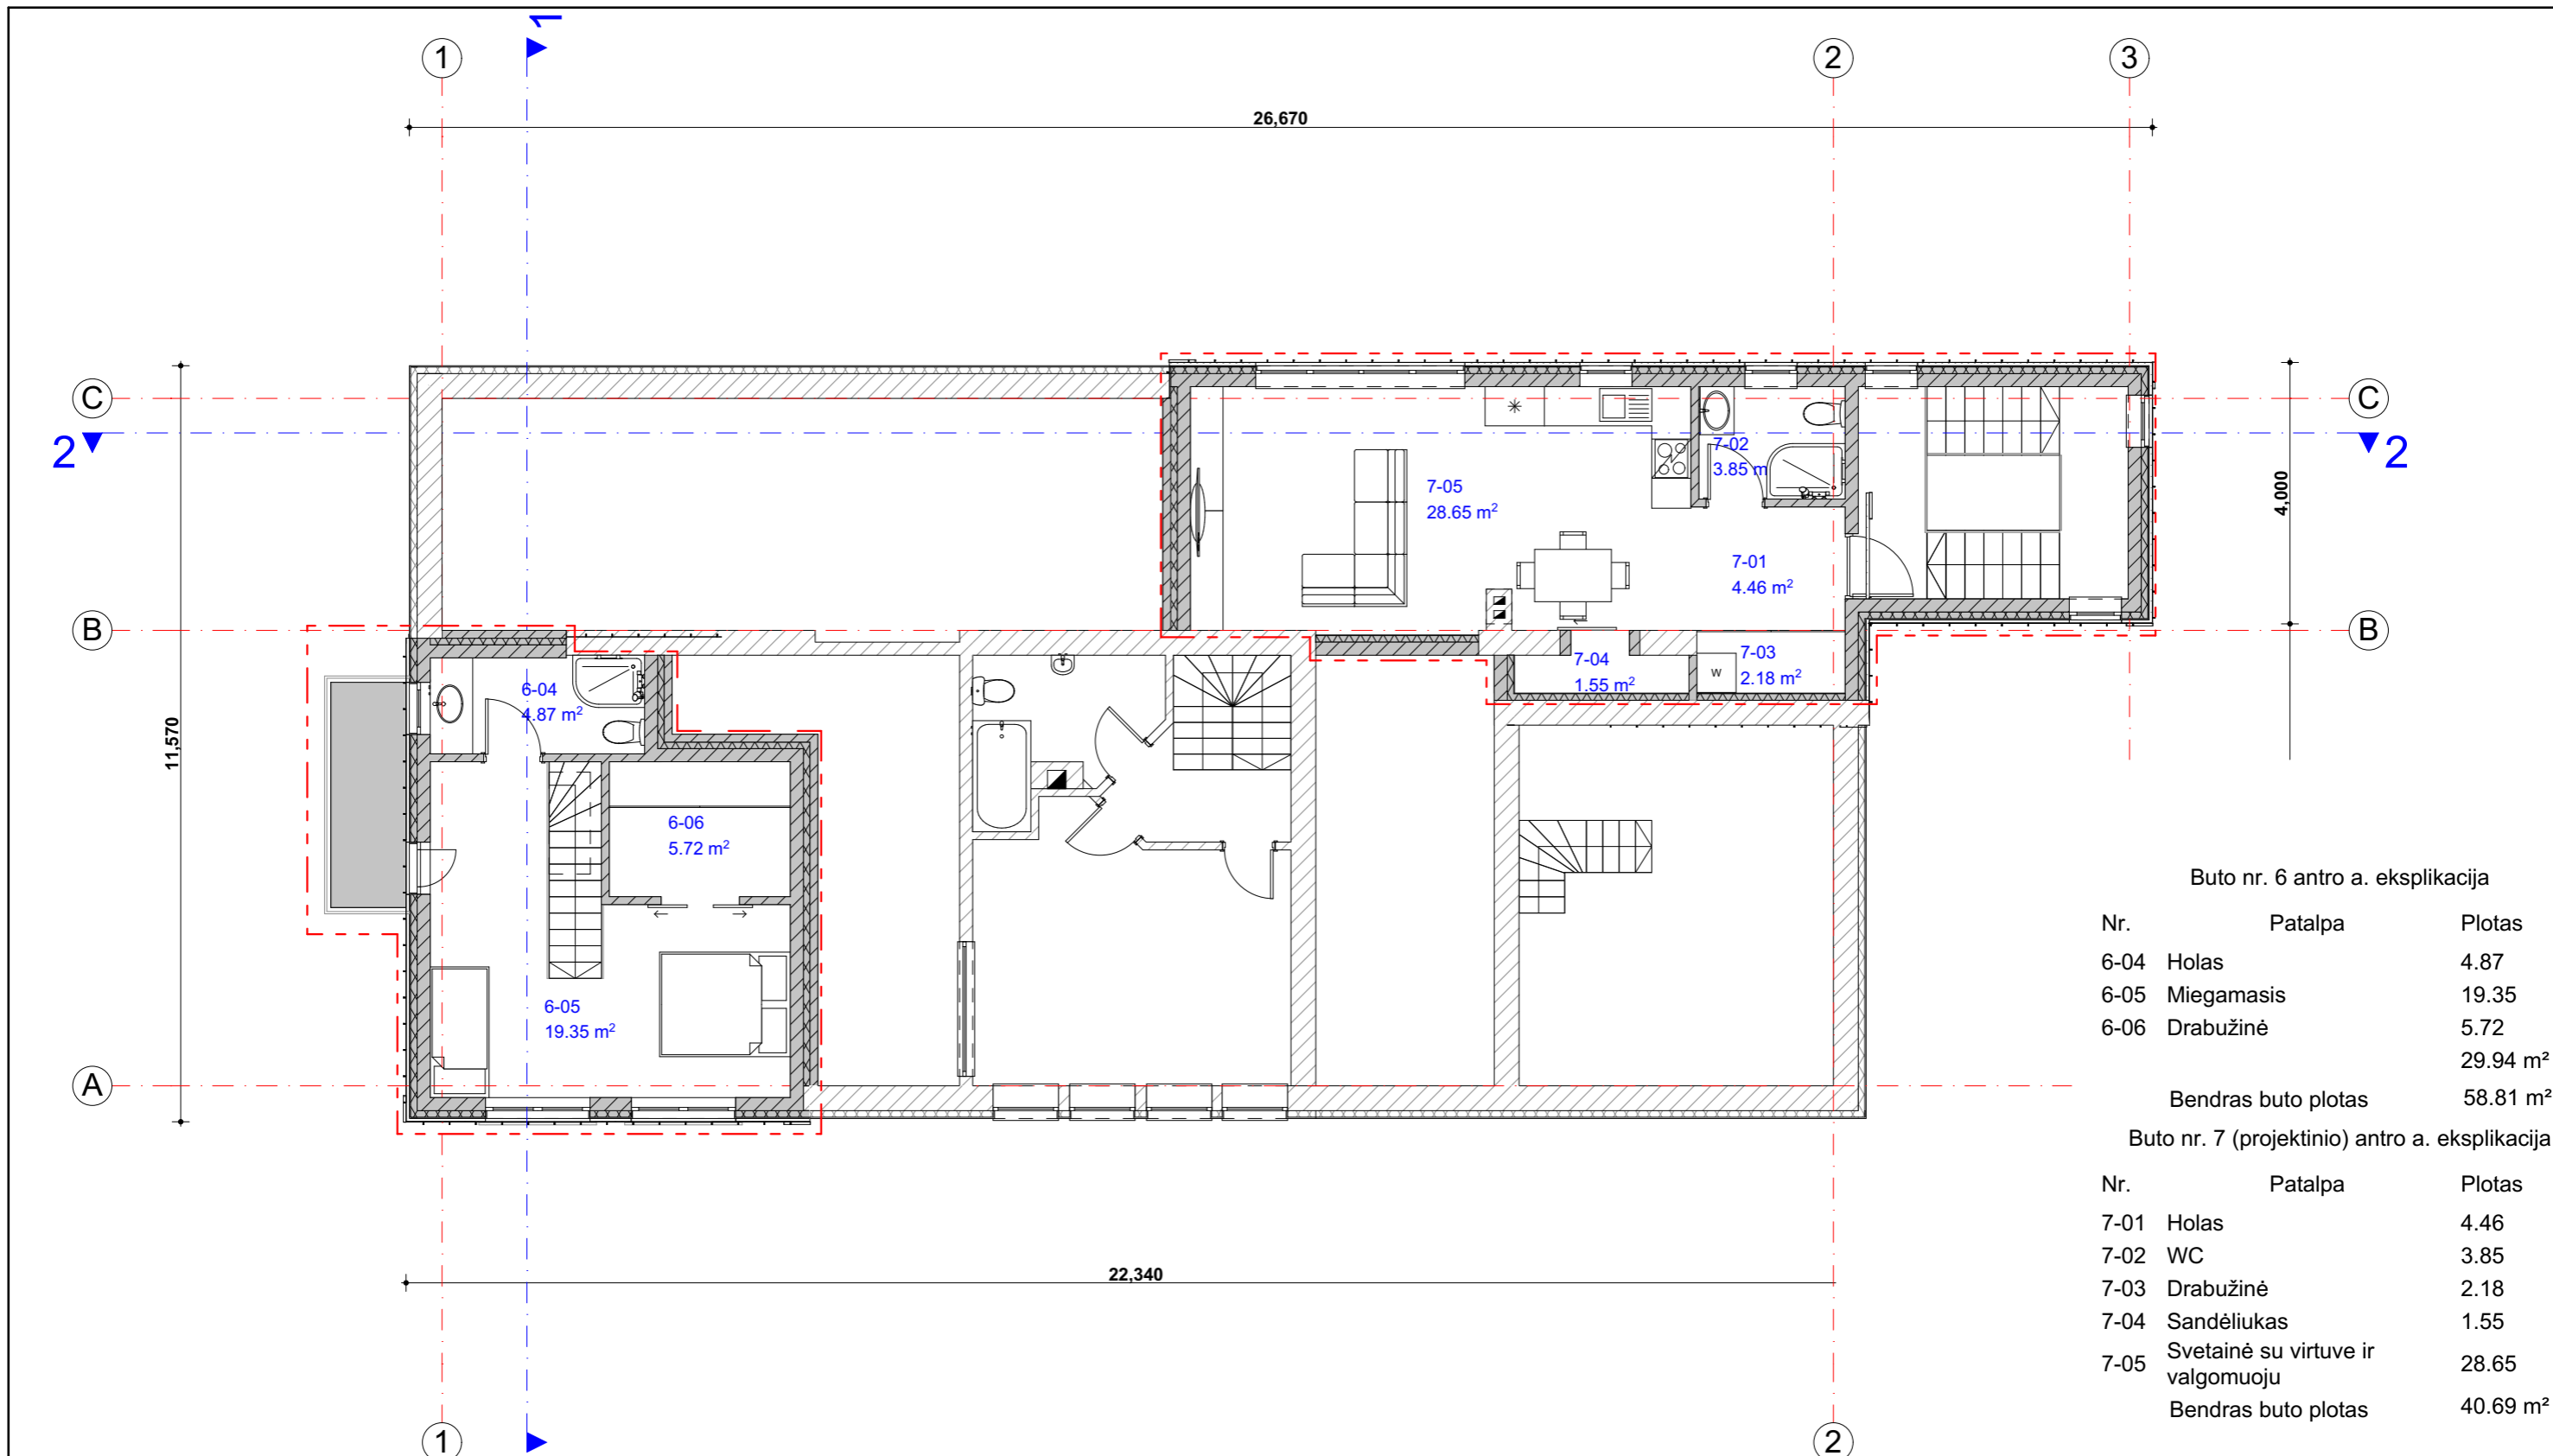 1
1
2
3
26,670
C
C
2
2
7-02
3.85 m
7-05
28.65 m²
4,000
7-01
4.46 m²
B
B
7-04
1.55 m²
7-03
2.18 m²
W
6-04
4.87 m²
11,570
6-06
5.72 m²
6-05
19.35 m²
A
22,340
1
2
Buto nr. 6 antro a. eksplikacija
Nr. Patalpa Plotas
6-04 Holas 4.87
6-05 Miegamasis 19.35
6-06 Drabužinė 5.72
29.94 m²
Bendras buto plotas 58.81 m²
Buto nr. 7 (projektinio) antro a. eksplikacija
Nr. Patalpa Plotas
7-01 Holas 4.46
7-02 WC 3.85
7-03 Drabužinė 2.18
7-04 Sandėliukas 1.55
7-05 Svetainė su virtuve ir 28.65
valgomuoju
Bendras buto plotas 40.69 m²